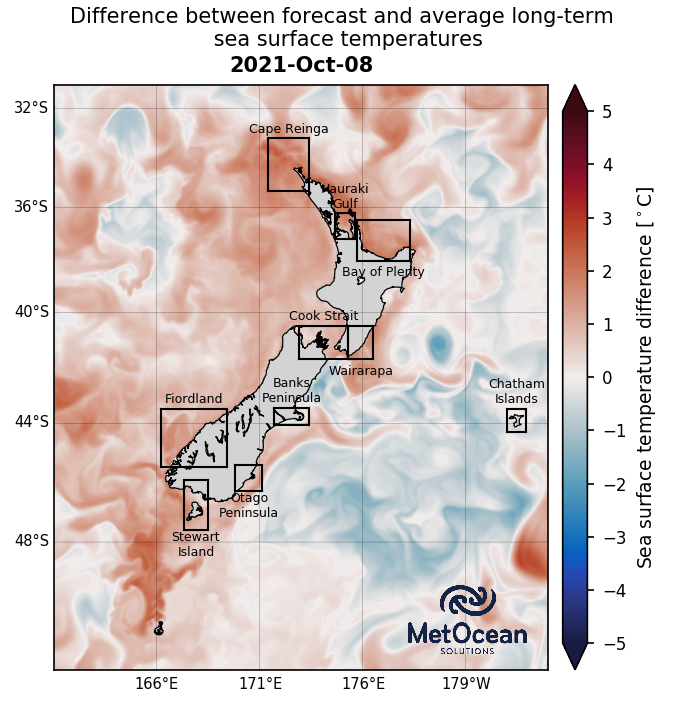 Difference between forecast and average long-term
sea surface temperatures
2021-Oct-08
32°S
36°S
40°S
44°S
48°S
Cape Reinga
Hauraki
Gulf
Bay of Plenty
Cook Strait
Wairarapa
Banks
Peninsula
Fiordland
Chatham
Islands
Otago
Peninsula
Stewart
Island
MetOcean
SOLUTIONS
166°E
171°E
176°E
179°W
5
4
3
2
1
0
−1
−2
−3
−4
−5
Sea surface temperature difference [°C]